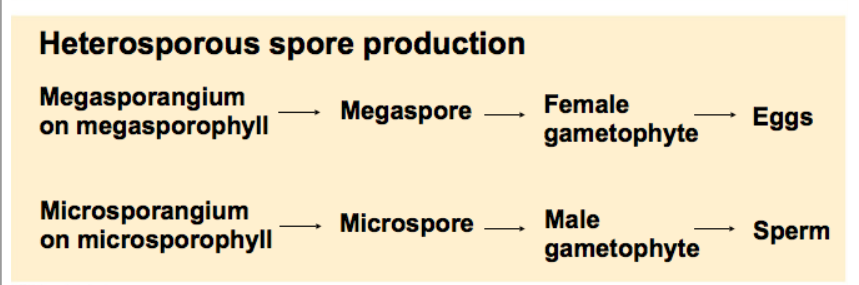 Heterosporous spore production
Megasporangium
on megasporophyll
Megaspore
Female
gametophyte
Eggs
Microsporangium
on microsporophyll
Microspore
Male
gametophyte
Sperm